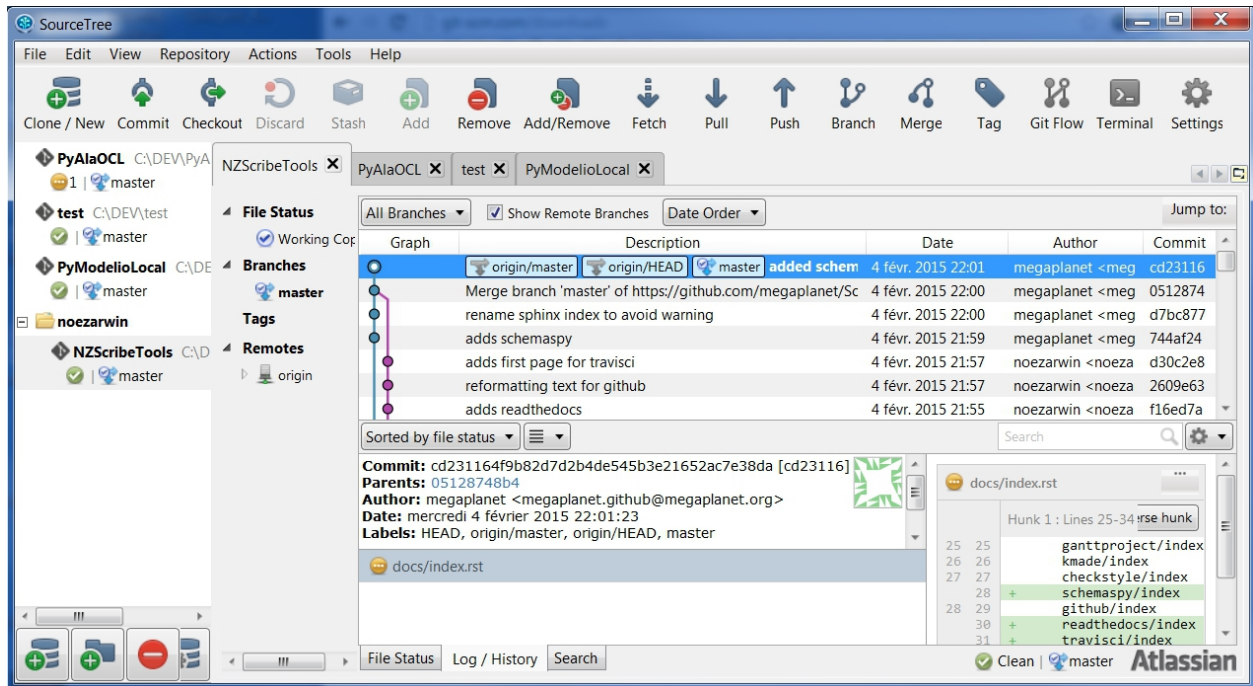 SourceTree
File Edit View Repository Actions Tools Help
Clone / New Commit Checkout Discard Stash Add Remove Add/Remove Fetch Pull Push Branch Merge Tag Git Flow Terminal Settings
PyAlaOCL C:\DEV\PyA
1 | master
test C:\DEV\test
| master
PyModelioLocal C:\DE
| master
noezarwin
NZScribeTools C:\D
| master
NZScribeTools PyAlaOCL test PyModelioLocal
File Status
Working Cop
Branches
master
Tags
Remotes
origin
All Branches Show Remote Branches Date Order Jump to:
Graph Description Date Author Commit
origin/master origin/HEAD master added schem 4 févr. 2015 22:01 megaplanet <meg cd23116
Merge branch 'master' of https://github.com/megaplanet/Sc 4 févr. 2015 22:00 megaplanet <meg 0512874
rename sphinx index to avoid warning 4 févr. 2015 22:00 megaplanet <meg d7bc877
adds schemaspy 4 févr. 2015 21:59 megaplanet <meg 744af24
adds first page for travisci 4 févr. 2015 21:57 noezarwin <noeza d30c2e8
reformatting text for github 4 févr. 2015 21:57 noezarwin <noeza 2609e63
adds readthedocs 4 févr. 2015 21:55 noezarwin <noeza f16ed7a
Sorted by file status Search
Commit: cd231164f9b82d7d2b4de545b3e21652ac7e38da [cd23116]
Parents: 05128748b4
Author: megaplanet <megaplanet.github@megaplanet.org>
Date: mercredi 4 février 2015 22:01:23
Labels: HEAD, origin/master, origin/HEAD, master
docs/index.rst
docs/index.rst
Hunk 1 : Lines 25-34 rse hunk
25 25 ganttproject/index
26 26 kmade/index
27 27 checkstyle/index
28 + schemaspy/index
28 29 github/index
30 + readthedocs/index
31 + travisci/index
File Status Log / History Search
Clean | master Atlassian